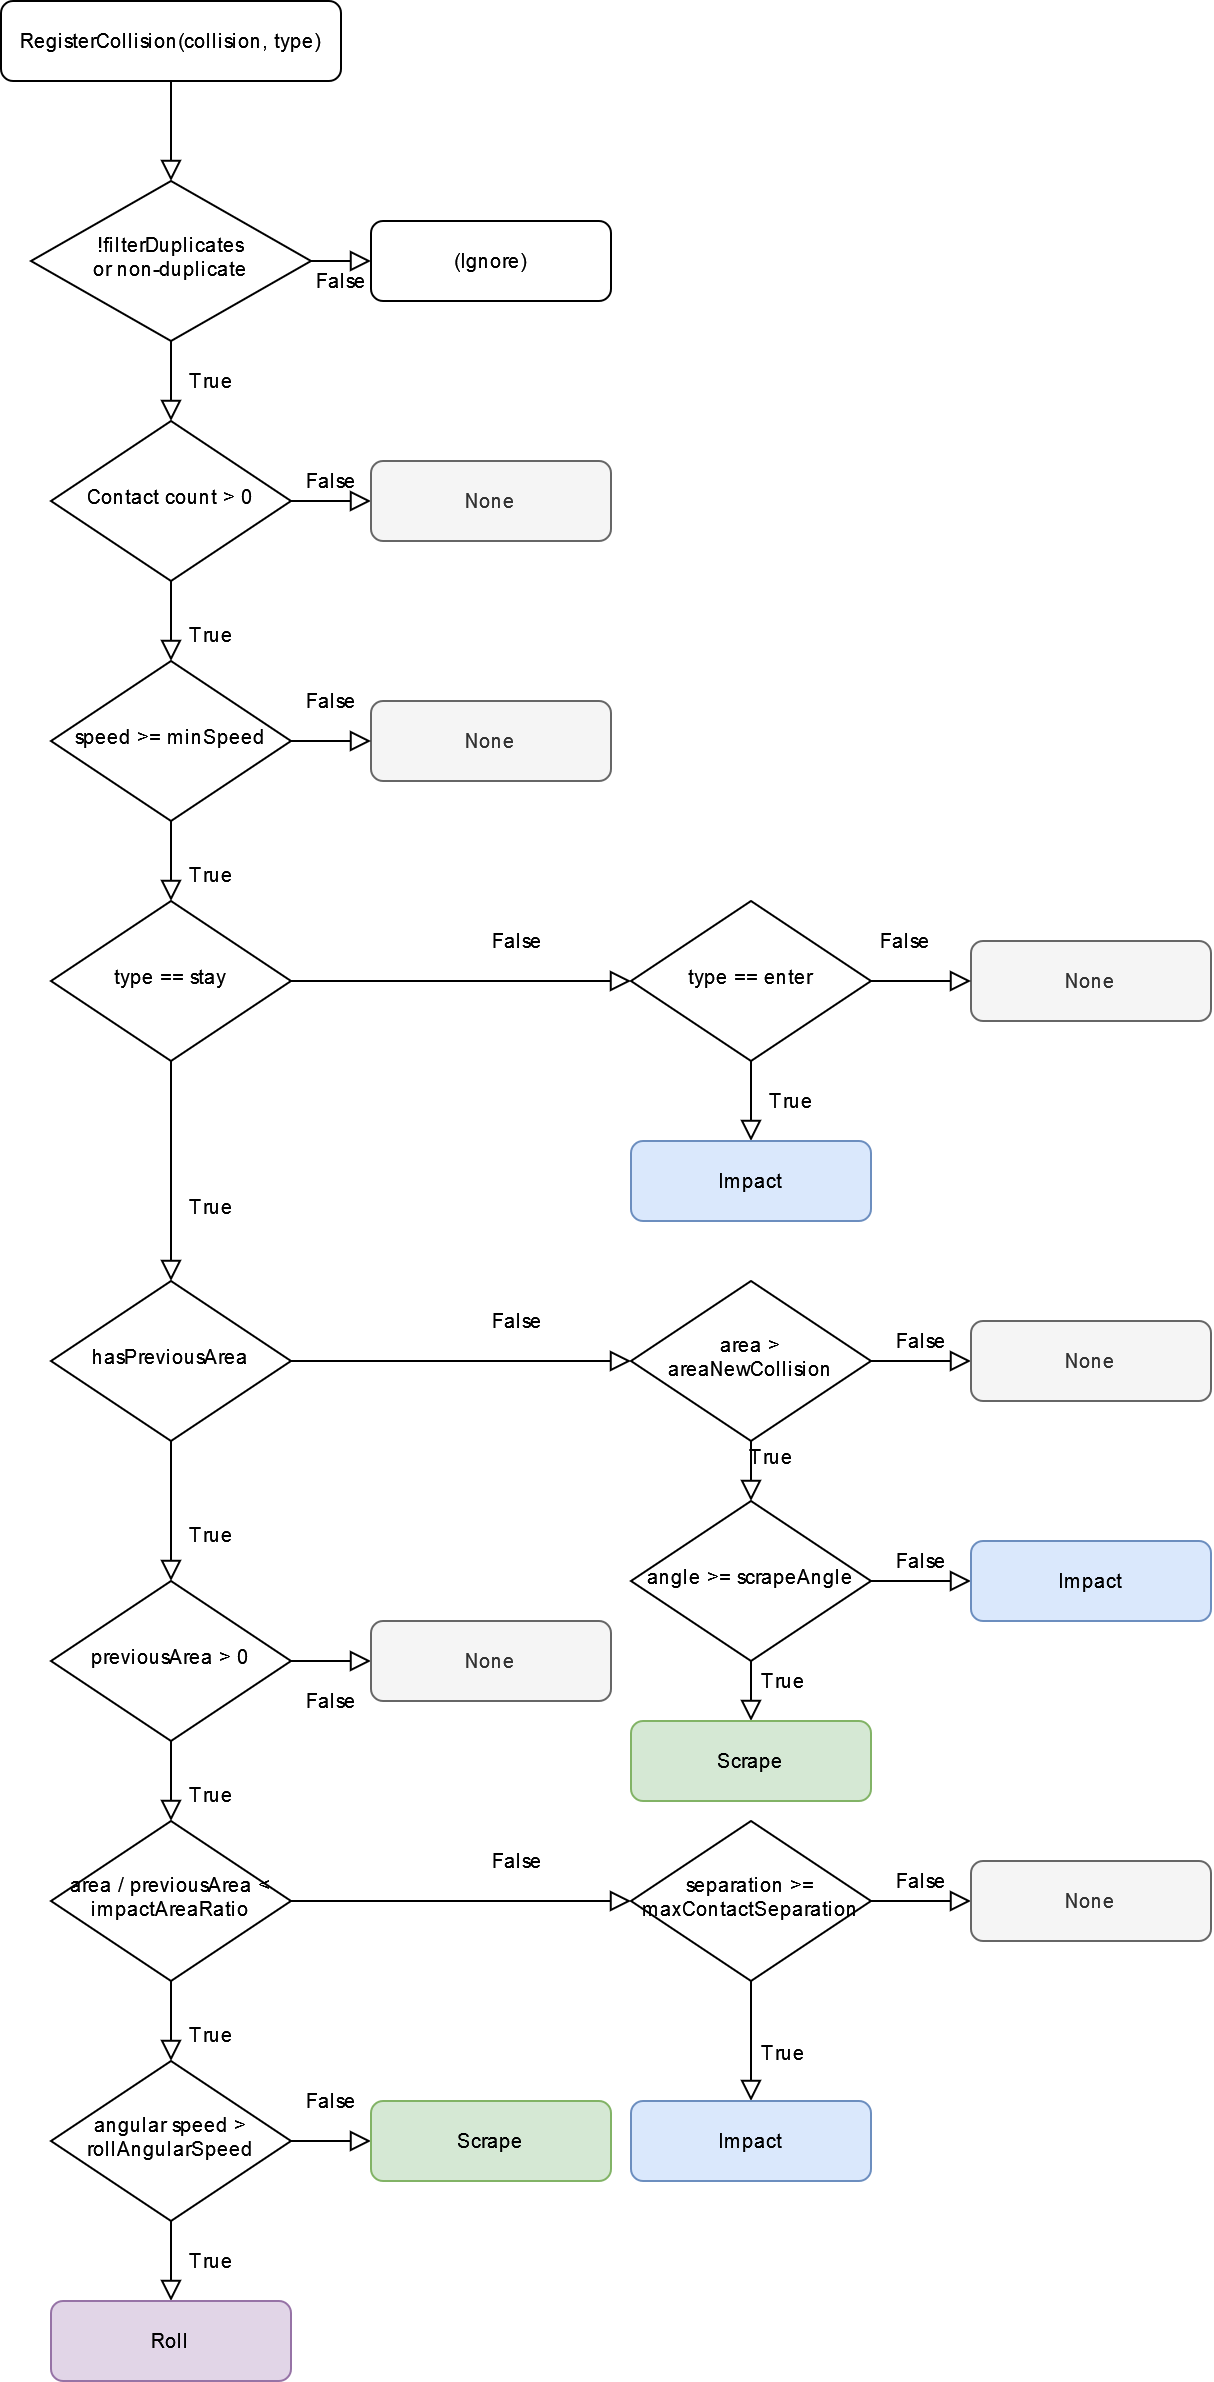 RegisterCollision(collision, type)
!filterDuplicates
or non-duplicate
False
(Ignore)
True
Contact count > 0
False
None
True
speed >= minSpeed
False
None
True
type == stay
False
type == enter
False
None
True
Impact
True
hasPreviousArea
False
area >
areaNewCollision
False
None
True
angle >= scrapeAngle
False
Impact
True
Scrape
True
previousArea > 0
False
None
True
area / previousArea <
impactAreaRatio
False
separation >=
maxContactSeparation
False
None
True
Impact
True
angular speed >
rollAngularSpeed
False
Scrape
True
Roll